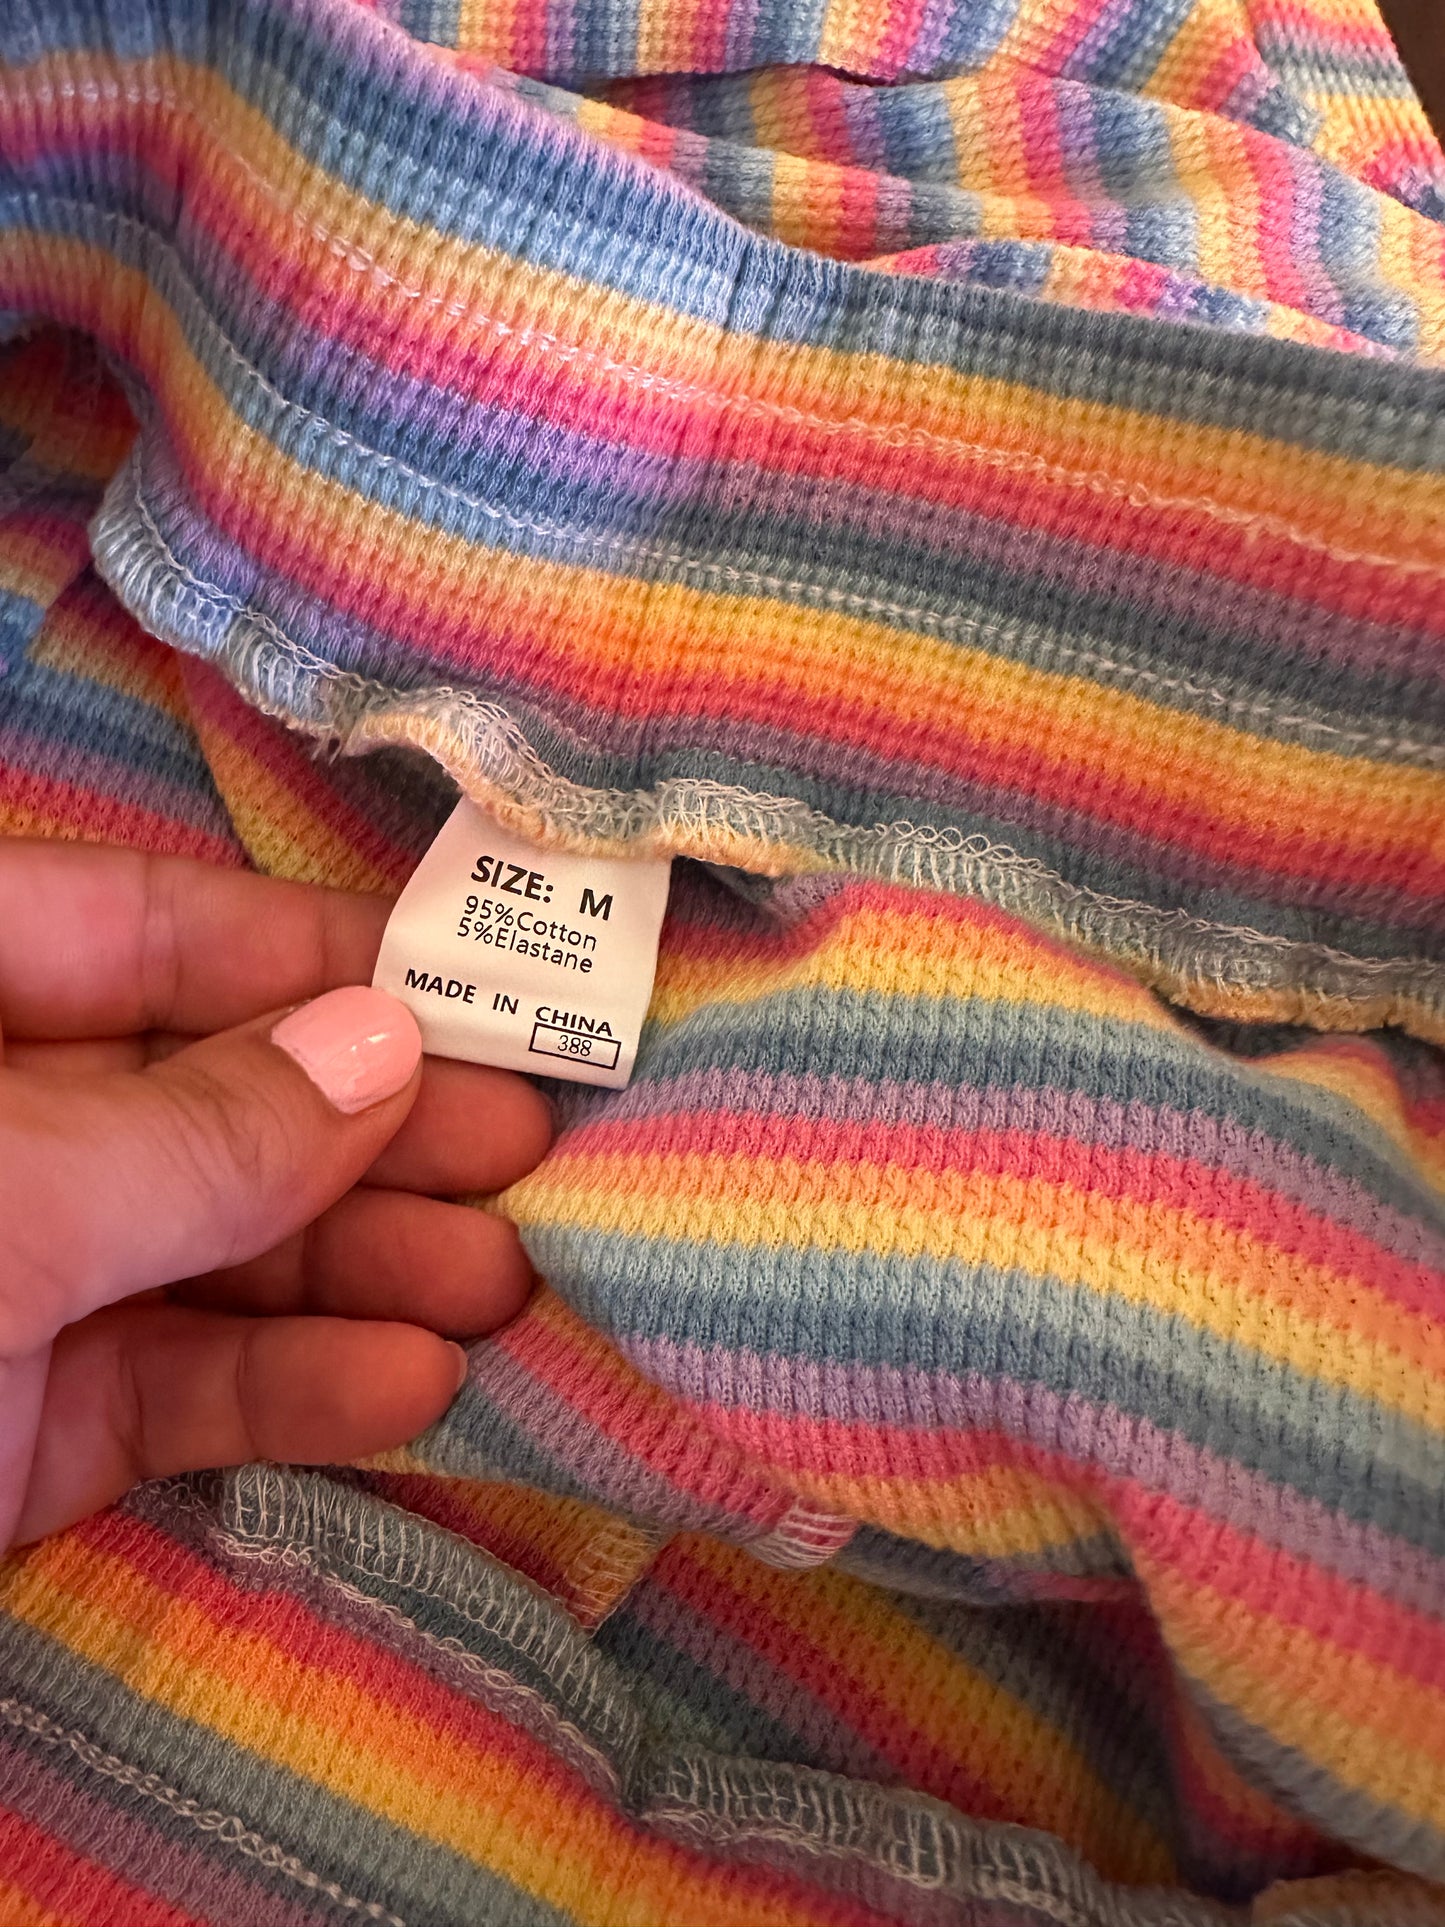 SIZE: M
95%Cotton
5%Elastane
MADE IN CHINA
388